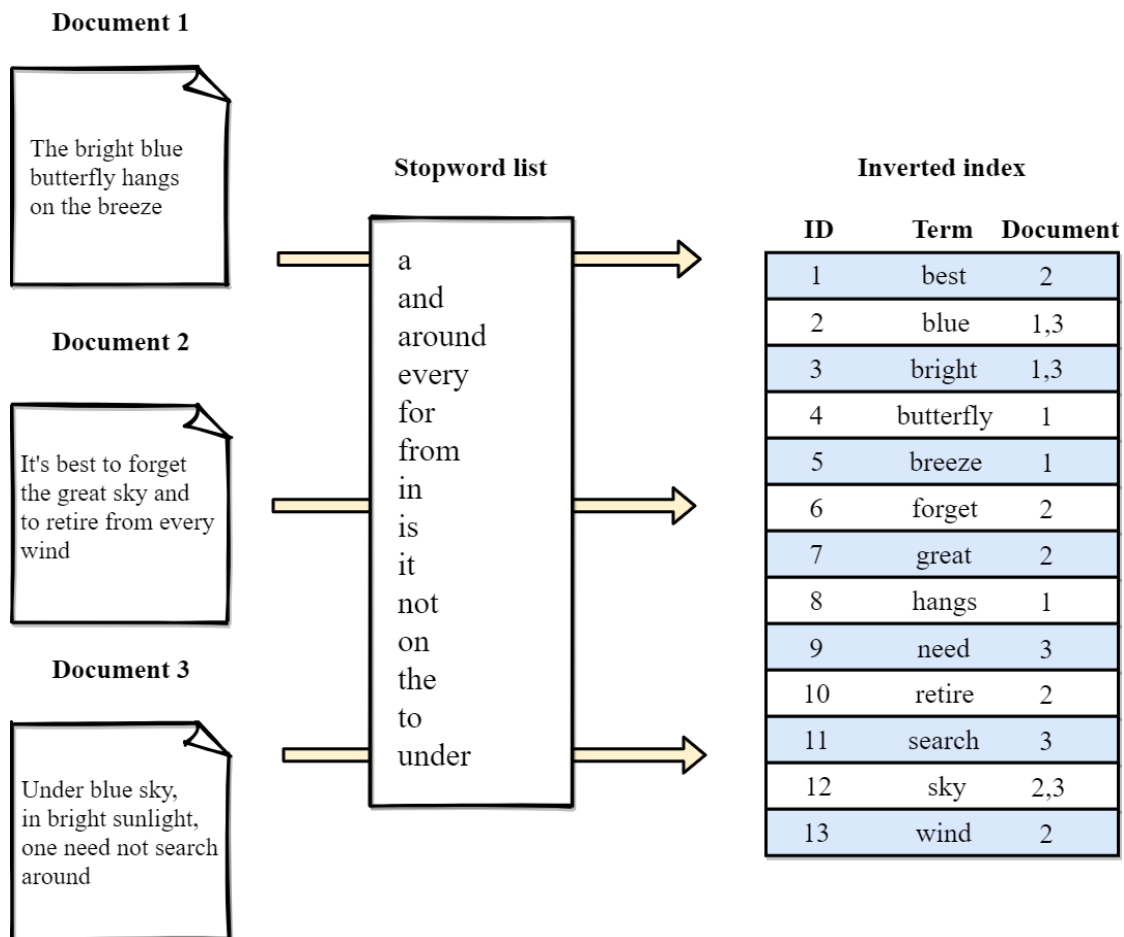 Document 1
The bright blue
butterfly hangs
on the breeze
Document 2
It's best to forget
the great sky and
to retire from every
wind
Document 3
Under blue sky,
in bright sunlight,
one need not search
around
Stopword list
a
and
around
every
for
from
in
is
it
not
on
the
to
under
Inverted index
ID Term Document
1 best 2
2 blue 1,3
3 bright 1,3
4 butterfly 1
5 breeze 1
6 forget 2
7 great 2
8 hangs 1
9 need 3
10 retire 2
11 search 3
12 sky 2,3
13 wind 2